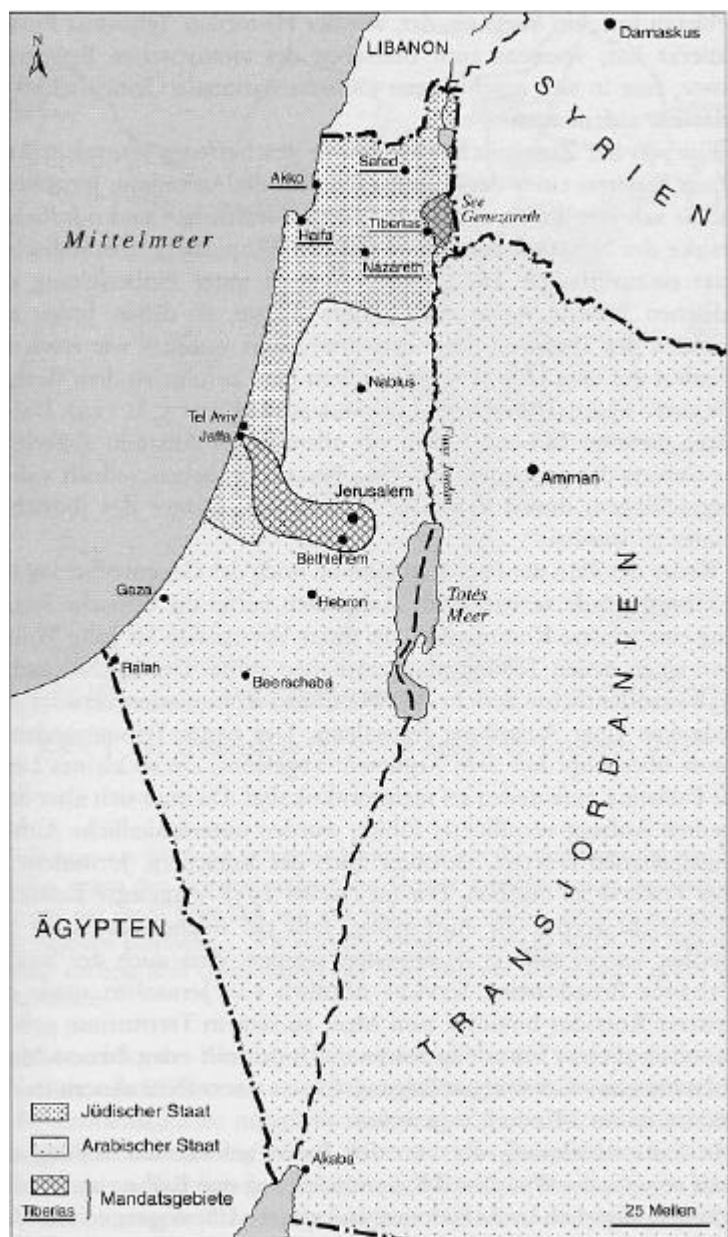 N
LIBANON
Damaskus
SYRIEN
Safed
Akko
See
Genezareth
Haifa
Tiberias
Mittelmeer
Nazareth
Nablus
Tel Aviv
Jaffa
Fluss Jordan
Amman
Jerusalem
Bethlehem
Gaza
Hebron
Totes
Meer
Rafah
Beerschaba
TRANSJORDANIEN
ÄGYPTEN
Jüdischer Staat
Arabischer Staat
Mandatsgebiete
Tiberias
Akaba
25 Meilen